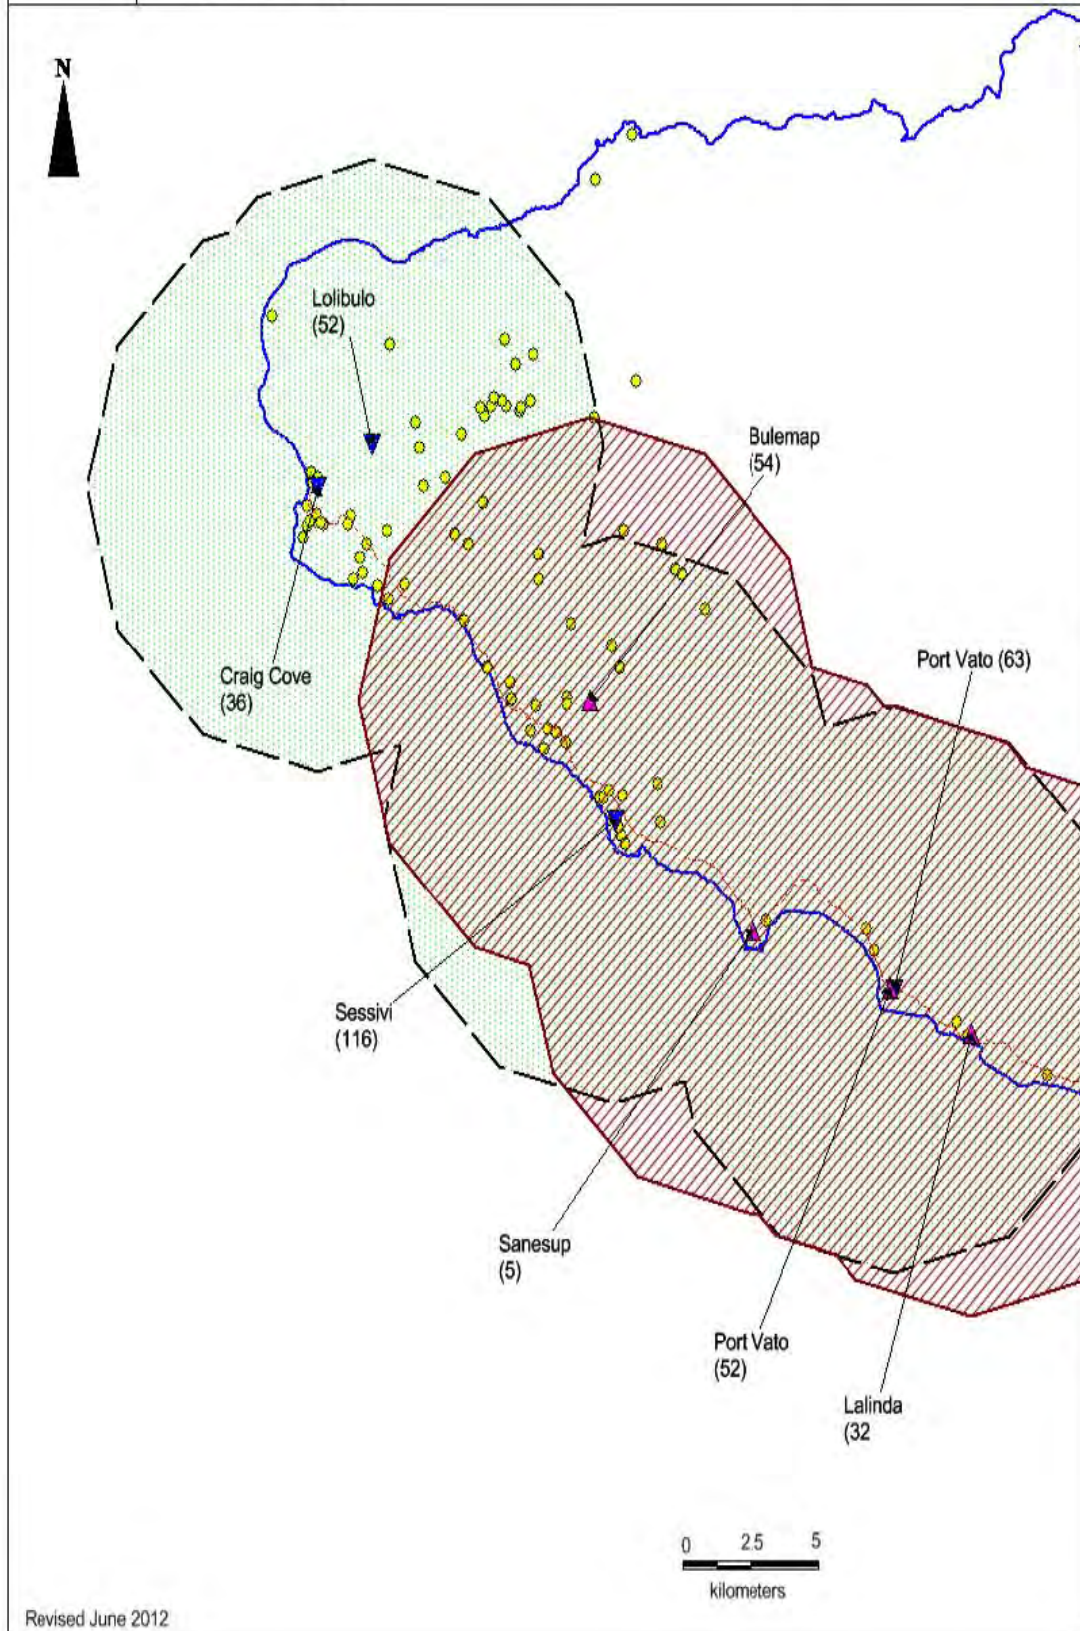 N
Lolibulo
(52)
Bulemap
(54)
Port Vato (63)
Craig Cove
(36)
Sessivi
(116)
Sanesup
(5)
Port Vato
(52)
Lalinda
(32
0 2.5 5
kilometers
Revised June 2012